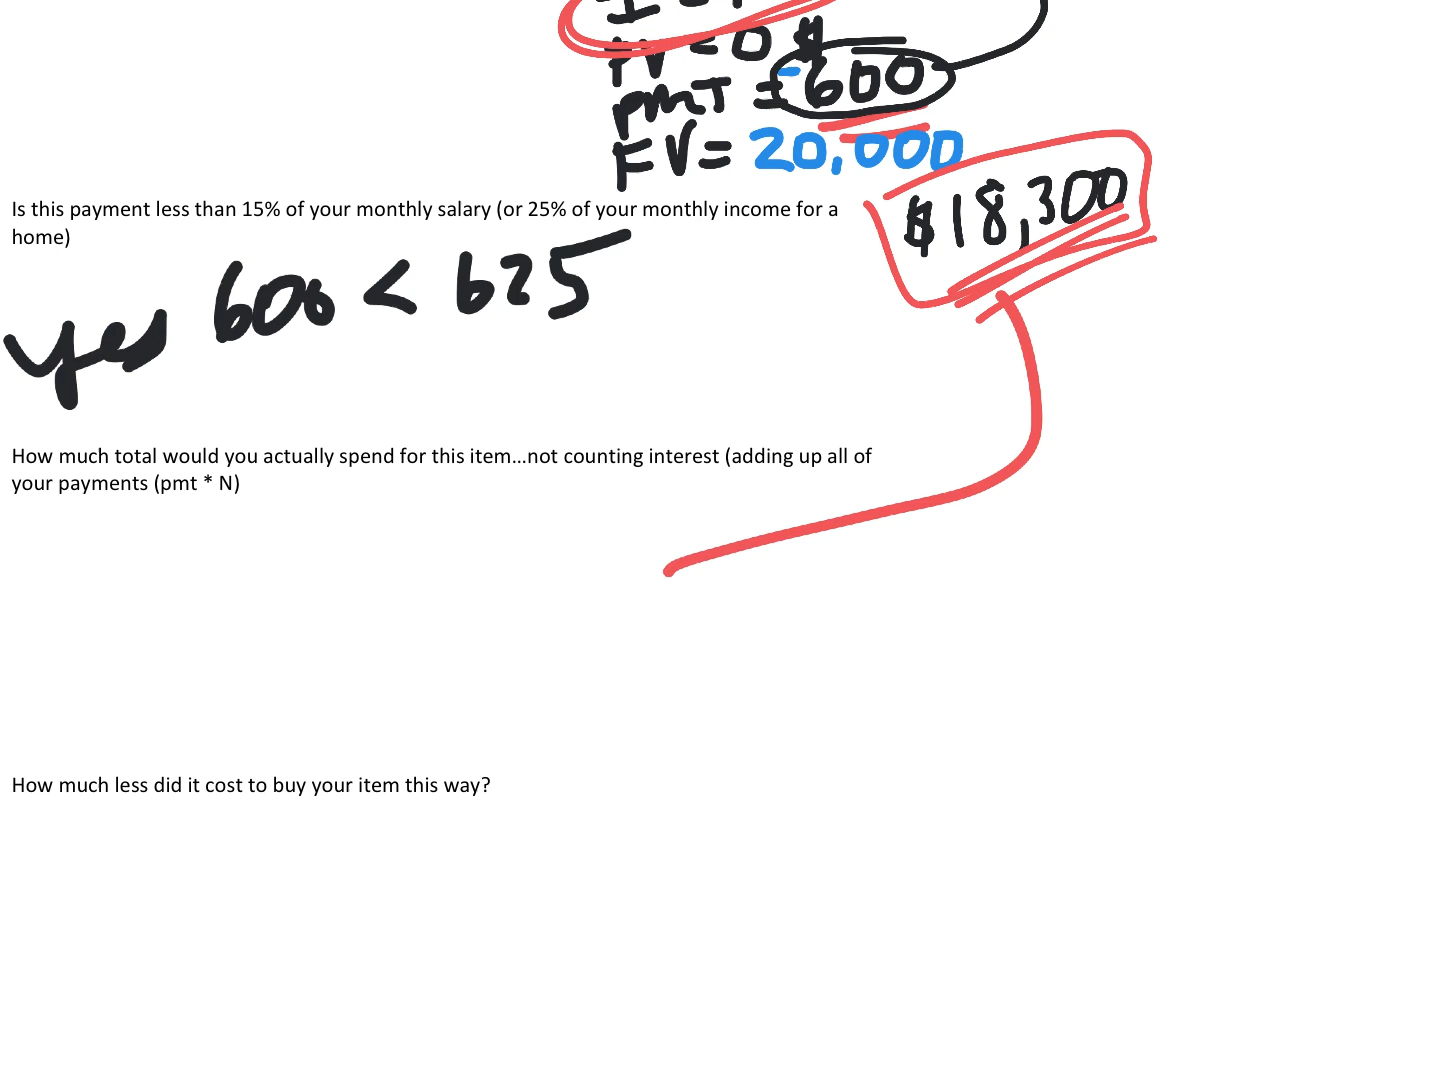 PV = 0 $
PMT = -600
FV = 20,000
$18,300
Is this payment less than 15% of your monthly salary (or 25% of your monthly income for a
home)
yes 600 < 625
How much total would you actually spend for this item...not counting interest (adding up all of
your payments (pmt * N)
How much less did it cost to buy your item this way?